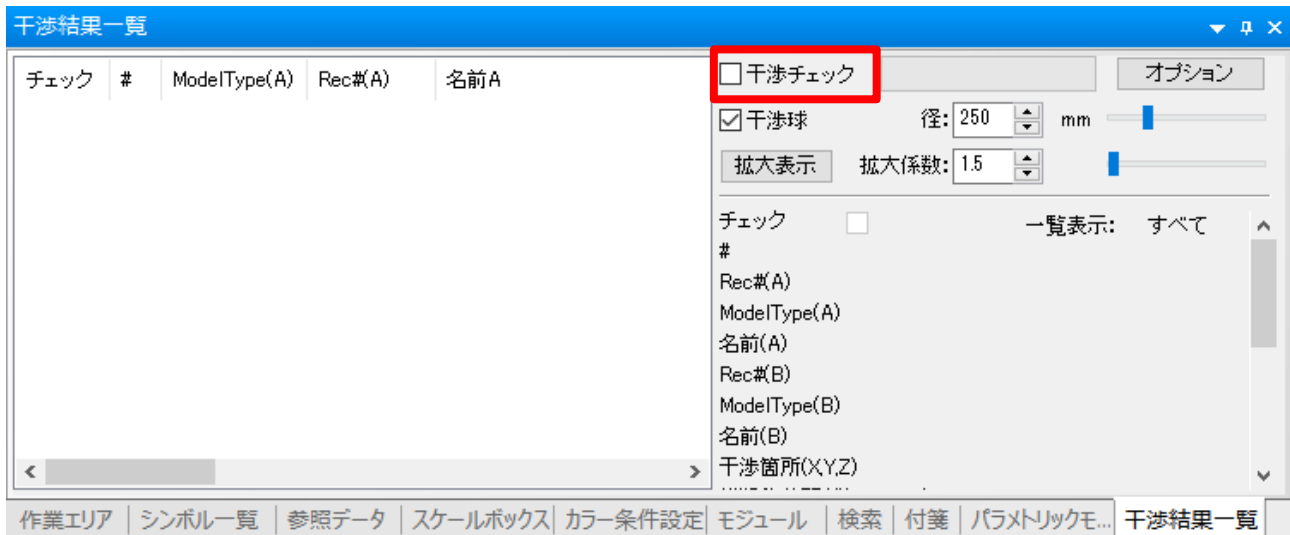 干渉結果一覧
チェック # ModelType(A) Rec#(A) 名前A
干渉チェック オプション
干渉球 径: 250 mm
拡大表示 拡大係数: 1.5
チェック 一覧表示: すべて
#
Rec#(A)
ModelType(A)
名前(A)
Rec#(B)
ModelType(B)
名前(B)
干渉箇所(X,Y,Z)
作業エリア シンボル一覧 参照データ スケールボックス カラー条件設定 モジュール 検索 付箋 パラメトリックモ... 干渉結果一覧